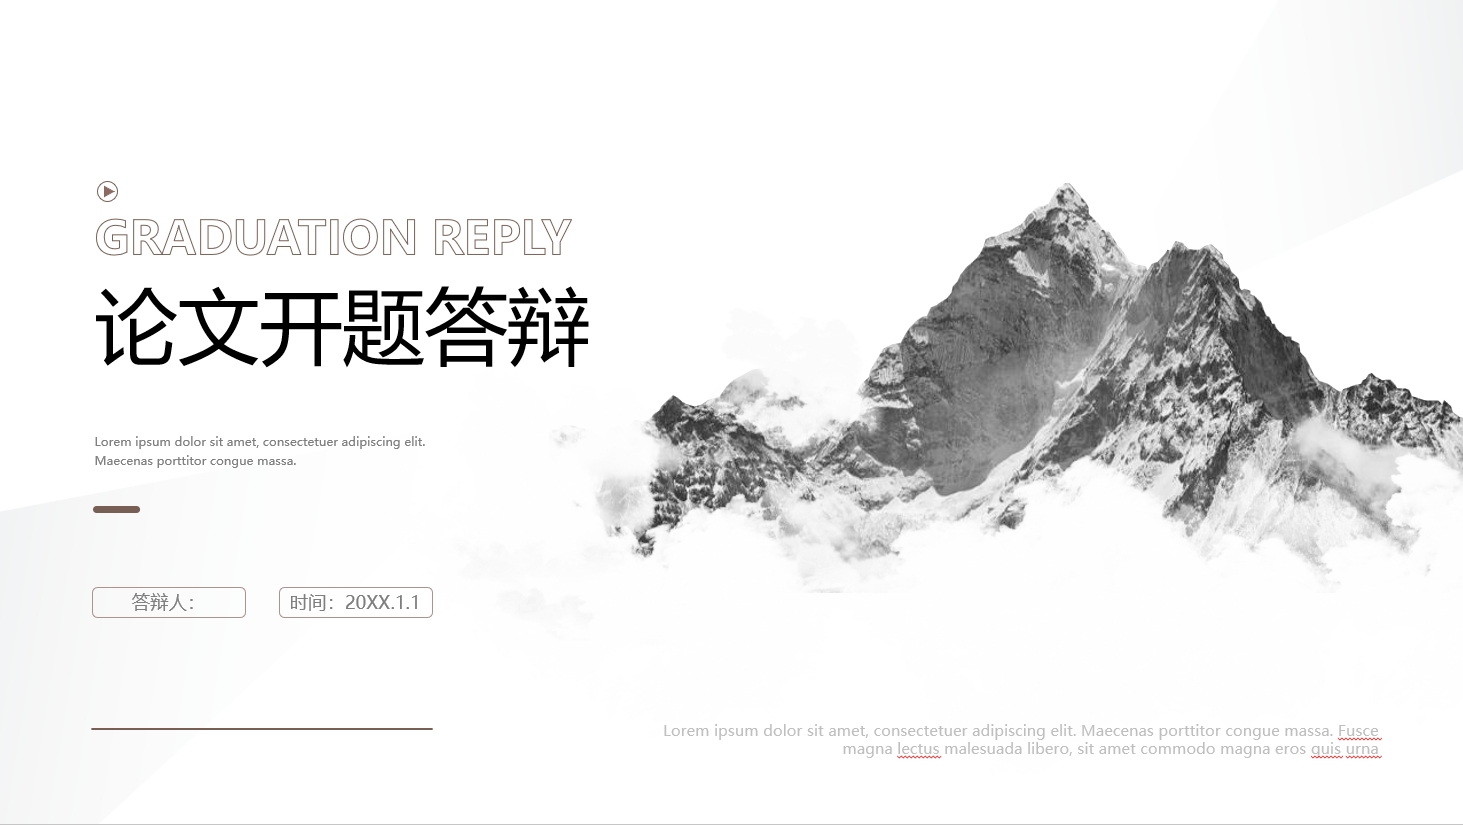 GRADUATION REPLY
论文开题答辩
Lorem ipsum dolor sit amet, consectetuer adipiscing elit.
Maecenas porttitor congue massa.
答辩人：
时间：20XX.1.1
Lorem ipsum dolor sit amet, consectetuer adipiscing elit. Maecenas porttitor congue massa. Fusce
magna lectus malesuada libero, sit amet commodo magna eros quis urna